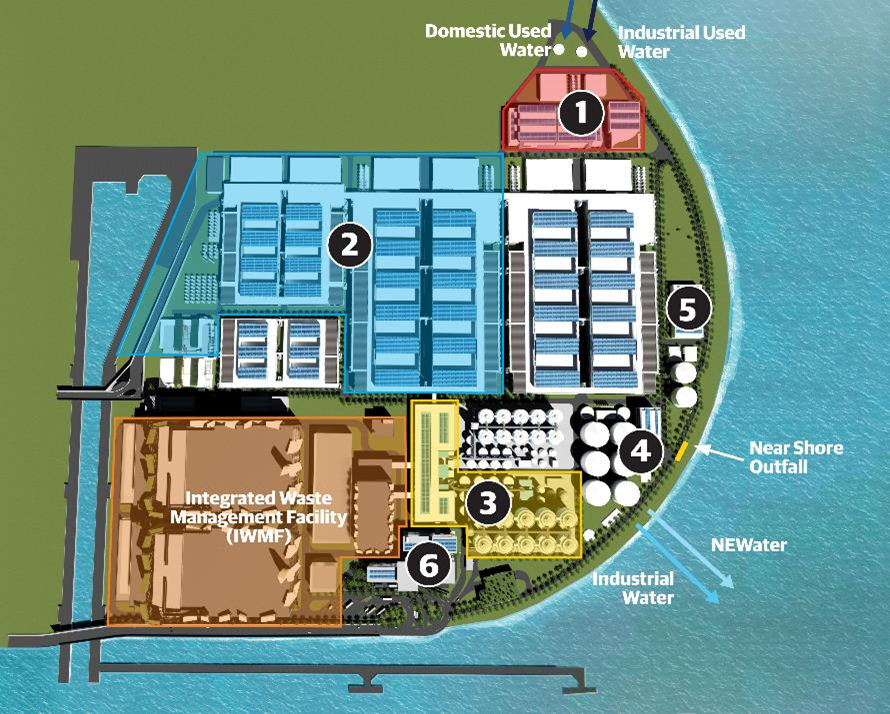 Domestic Used
Water
Industrial Used
Water
1
2
5
4
Near Shore
Outfall
3
Integrated Waste
Management Facility
(IWMF)
NEWater
6
Industrial
Water